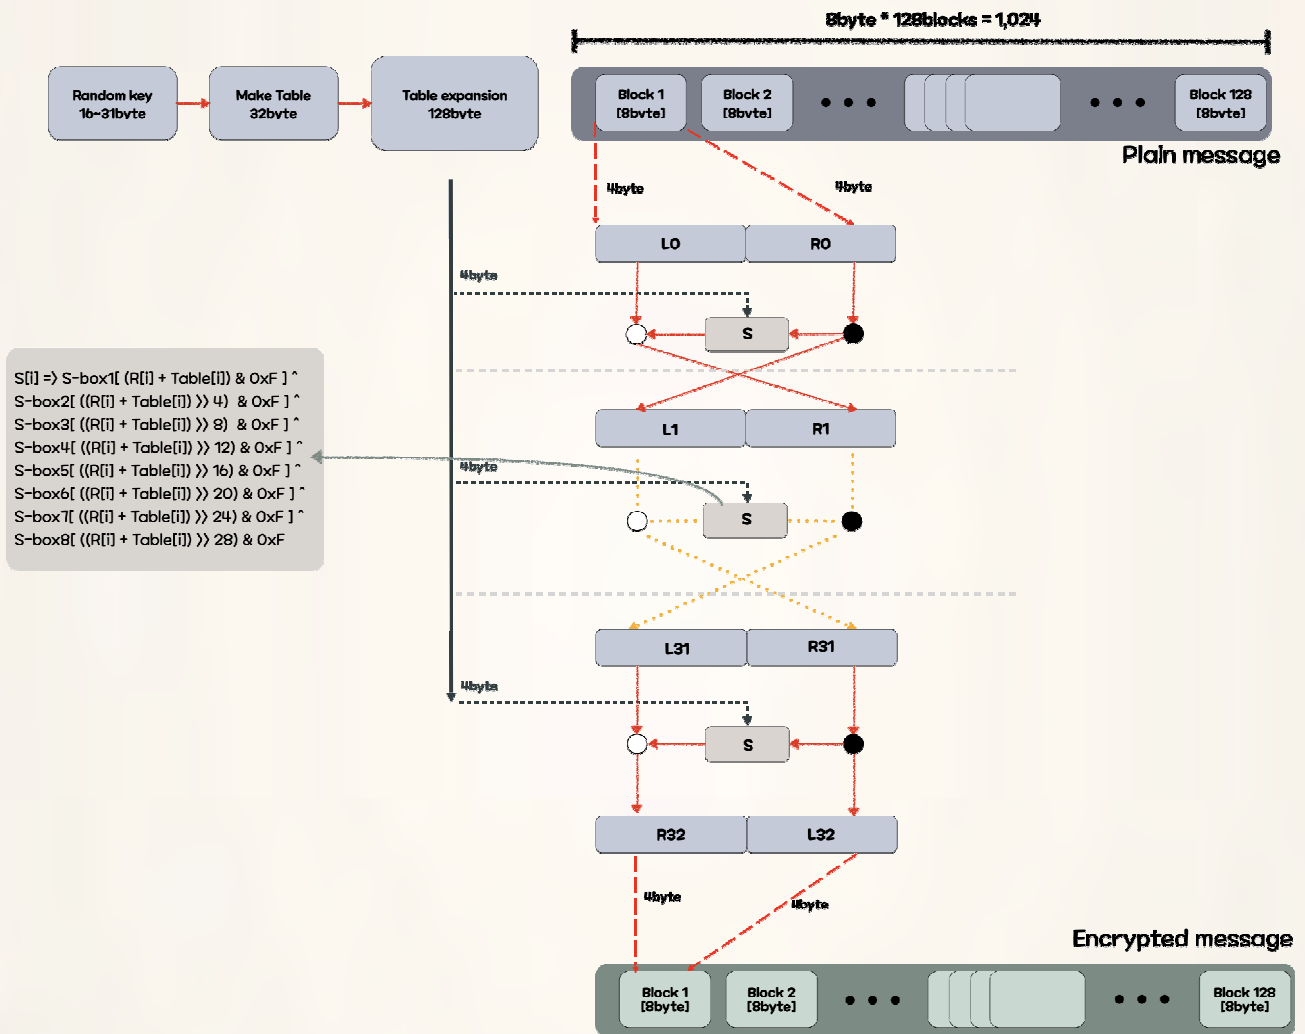 8byte * 128blocks = 1,024
Random key
16~31byte
Make Table
32byte
Table expansion
128byte
Block 1
[8byte]
Block 2
[8byte]
Block 128
[8byte]
Plain message
4byte
4byte
L0
R0
4byte
S
S[i] => S-box1[ (R[i] + Table[i]) & 0xF ] ^
S-box2[ ((R[i] + Table[i]) >> 4) & 0xF ] ^
S-box3[ ((R[i] + Table[i]) >> 8) & 0xF ] ^
S-box4[ ((R[i] + Table[i]) >> 12) & 0xF ] ^
S-box5[ ((R[i] + Table[i]) >> 16) & 0xF ] ^
S-box6[ ((R[i] + Table[i]) >> 20) & 0xF ] ^
S-box7[ ((R[i] + Table[i]) >> 24) & 0xF ] ^
S-box8[ ((R[i] + Table[i]) >> 28) & 0xF
L1
R1
4byte
S
L31
R31
4byte
S
R32
L32
4byte
4byte
Encrypted message
Block 1
[8byte]
Block 2
[8byte]
Block 128
[8byte]